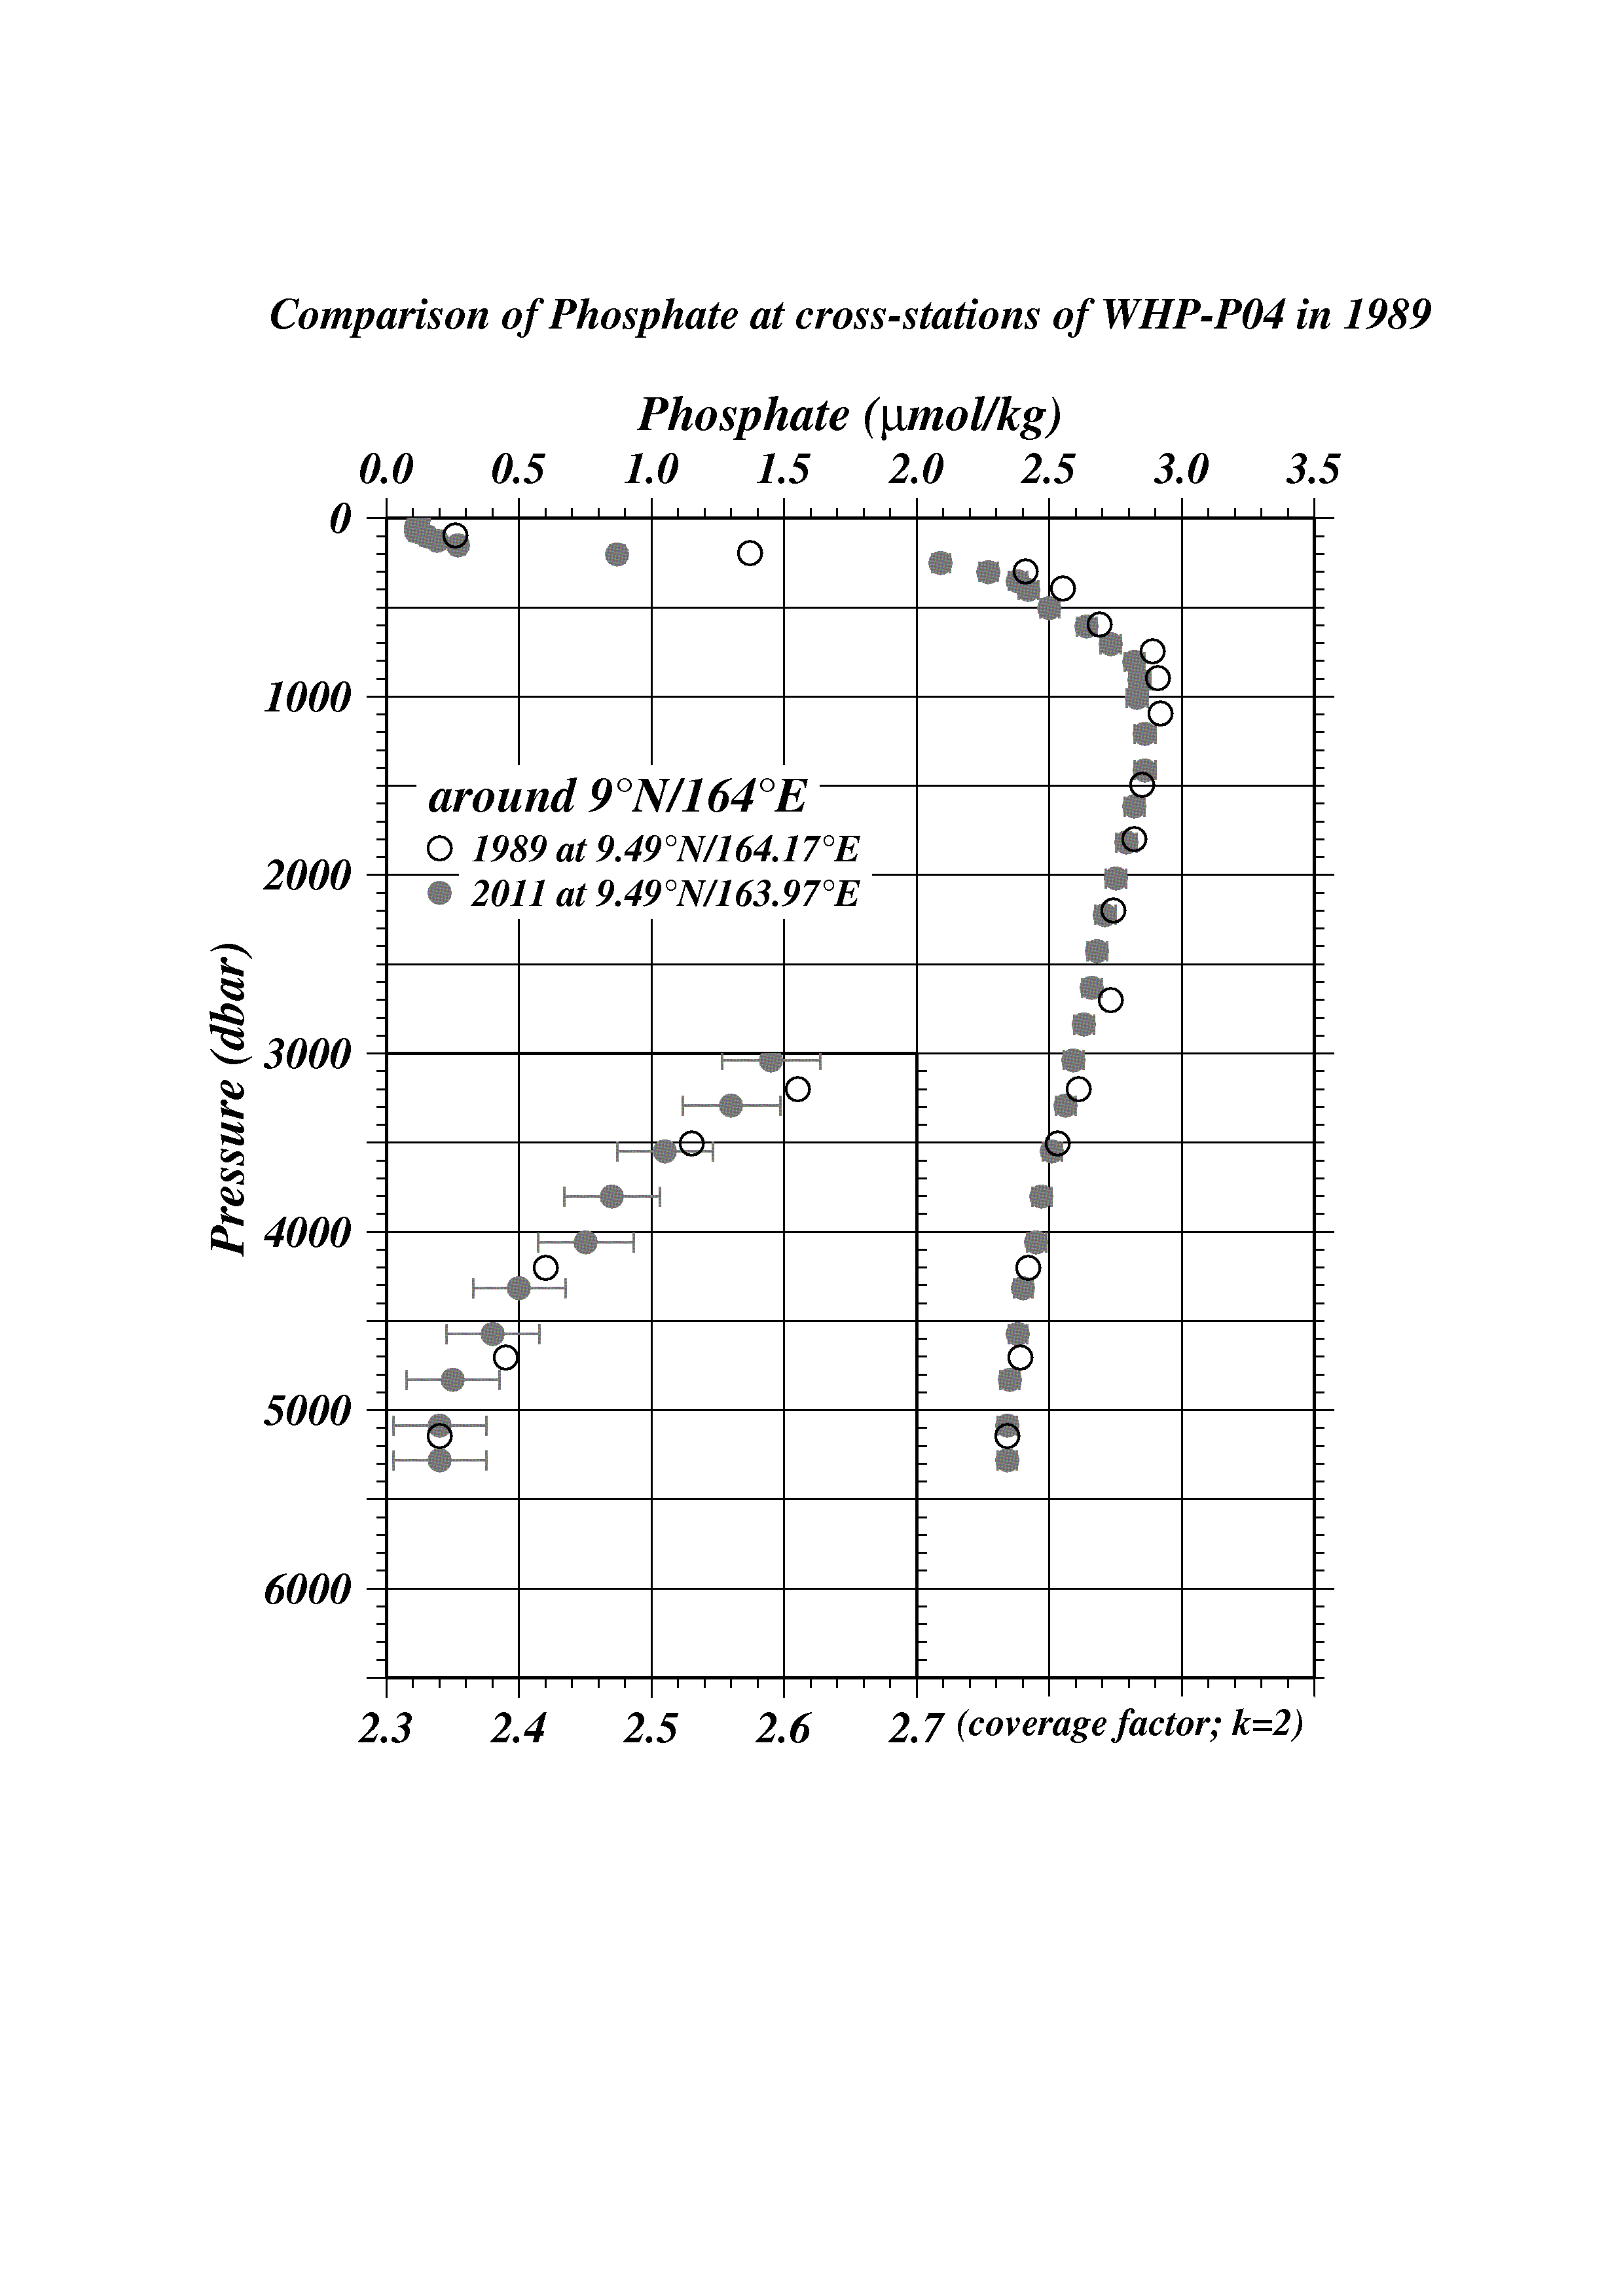 Comparison of Phosphate at cross-stations of WHP-P04 in 1989
Phosphate (μmol/kg)
0.0 0.5 1.0 1.5 2.0 2.5 3.0 3.5
0
1000
around 9°N/164°E
1989 at 9.49°N/164.17°E
2000
2011 at 9.49°N/163.97°E
Pressure (dbar)
3000
4000
5000
6000
2.3 2.4 2.5 2.6 2.7 (coverage factor; k=2)